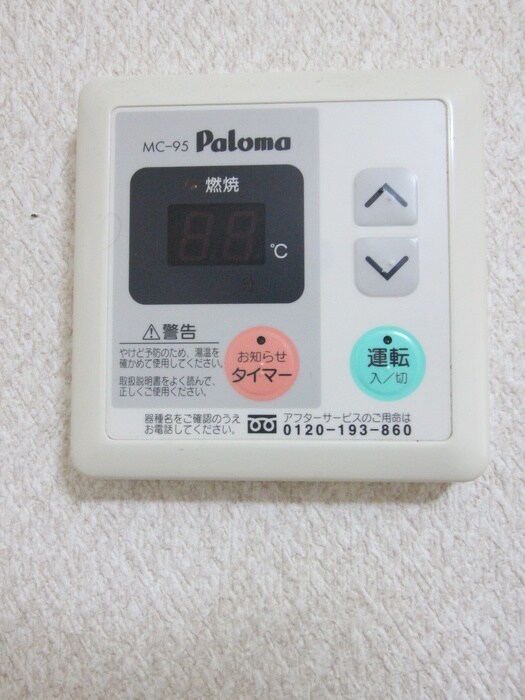 MC-95 Paloma
燃焼
88
℃
分
⚠警告
やけど予防のため、湯温を
確かめて使用してください。
取扱説明書をよく読んで、
正しくご使用ください。
お知らせ
タイマー
運転
入／切
器種名をご確認のうえ
お電話してください。
アフターサービスのご用命は
0120-193-860